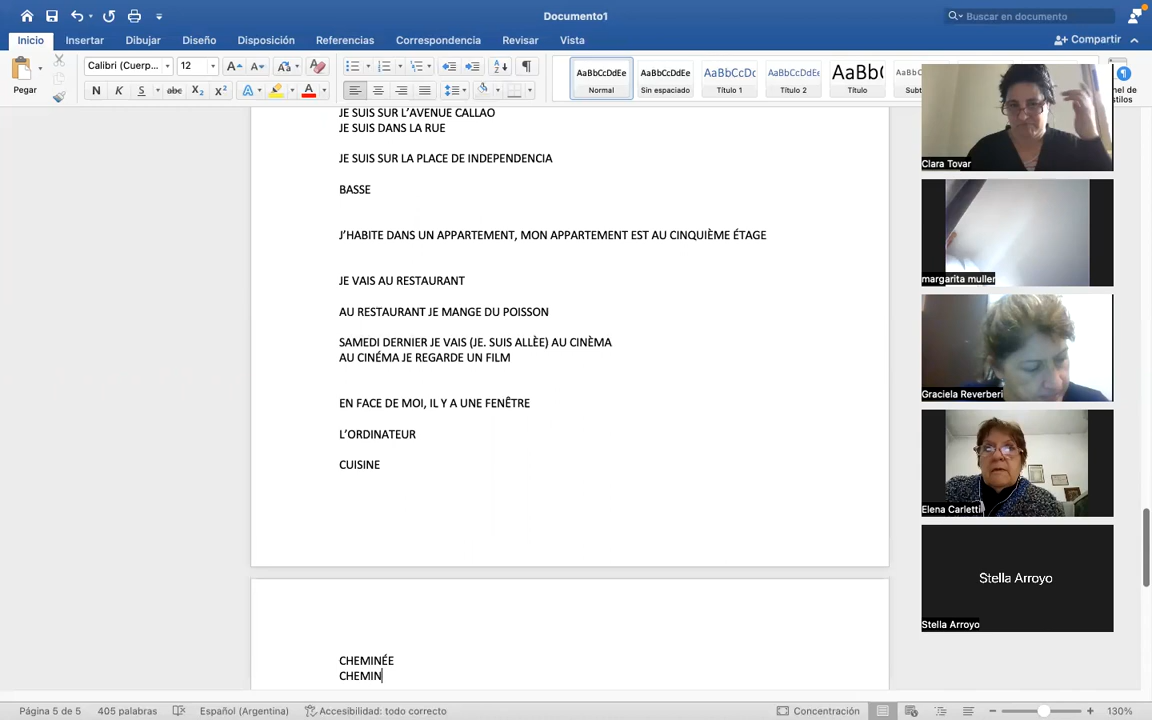 Documento1
Buscar en documento
Inicio
Insertar
Dibujar
Diseño
Disposición
Referencias
Correspondencia
Revisar
Vista
Compartir
Pegar
Calibri (Cuerp...
12
N K S abc X₂ X²
AaBbCcDdEe
Normal
AaBbCcDdEe
Sin espaciado
AaBbCcDc
Título 1
AaBbCcDdEe
Título 2
AaBb(
Título
JE SUIS SUR L'AVENUE CALLAO
JE SUIS DANS LA RUE
JE SUIS SUR LA PLACE DE INDEPENDENCIA
BASSE
J'HABITE DANS UN APPARTEMENT, MON APPARTEMENT EST AU CINQUIÈME ÉTAGE
JE VAIS AU RESTAURANT
AU RESTAURANT JE MANGE DU POISSON
SAMEDI DERNIER JE VAIS (JE. SUIS ALLÈE) AU CINÈMA
AU CINÉMA JE REGARDE UN FILM
EN FACE DE MOI, IL Y A UNE FENÊTRE
L'ORDINATEUR
CUISINE
CHEMINÉE
CHEMIN
Clara Tovar
margarita muller
Graciela Reverberi
Elena Carletti
Stella Arroyo
Stella Arroyo
Página 5 de 5
405 palabras
Español (Argentina)
Accesibilidad: todo correcto
Concentración
130%